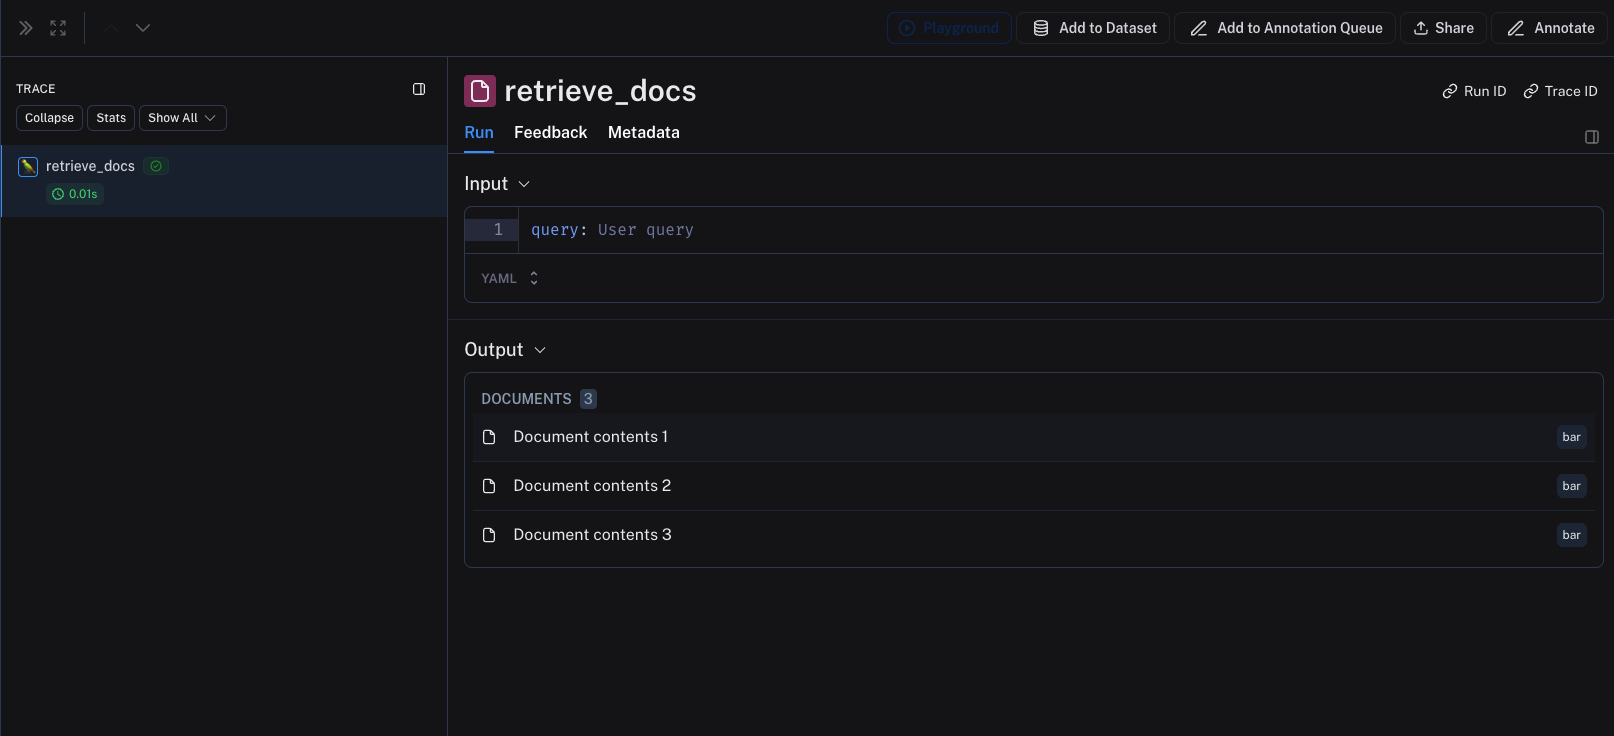 Playground
Add to Dataset
Add to Annotation Queue
Share
Annotate
TRACE
Collapse
Stats
Show All
retrieve_docs
0.01s
retrieve_docs
Run ID
Trace ID
Run
Feedback
Metadata
Input
1
query: User query
YAML
Output
DOCUMENTS 3
Document contents 1
bar
Document contents 2
bar
Document contents 3
bar